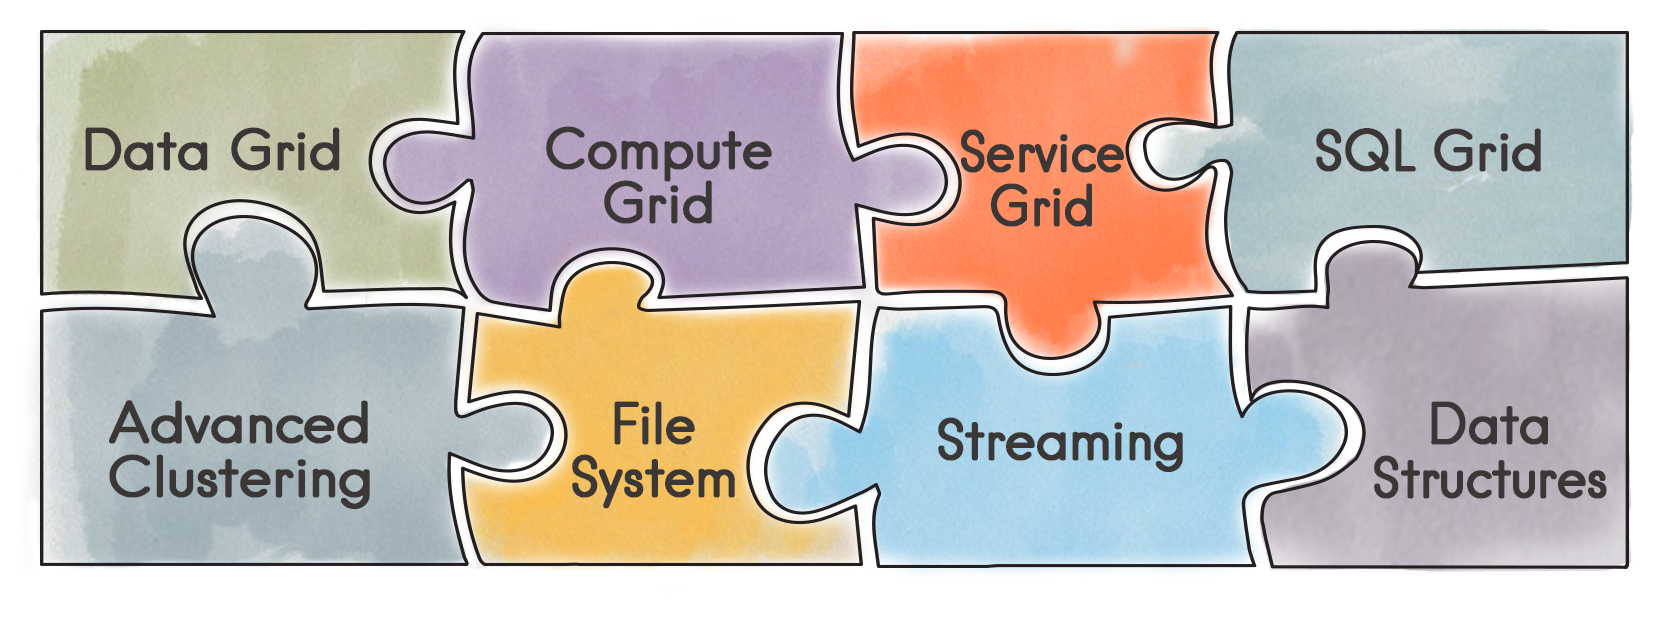 Data Grid
Compute
Grid
Service
Grid
SQL Grid
Advanced
Clustering
File
System
Streaming
Data
Structures